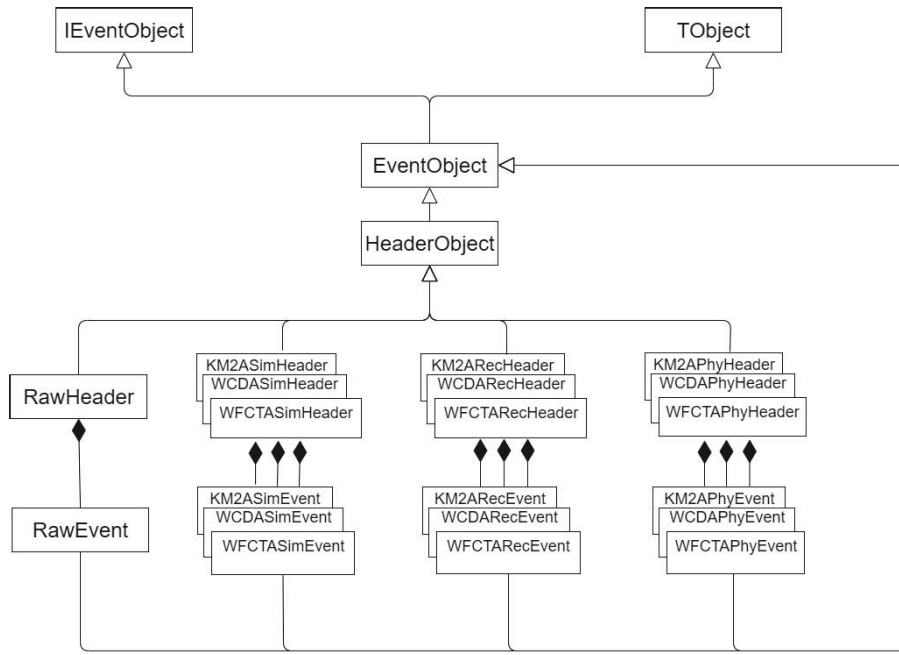 IEventObject
TObject
EventObject
HeaderObject
RawHeader
KM2ASimHeader
WCDASimHeader
WFCTASimHeader
KM2ARecHeader
WCDARecHeader
WFCTARecHeader
KM2APhyHeader
WCDAPhyHeader
WFCTAPhyHeader
RawEvent
KM2ASimEvent
WCDASimEvent
WFCTASimEvent
KM2ARecEvent
WCDARecEvent
WFCTARecEvent
KM2APhyEvent
WCDAPhyEvent
WFCTAPhyEvent